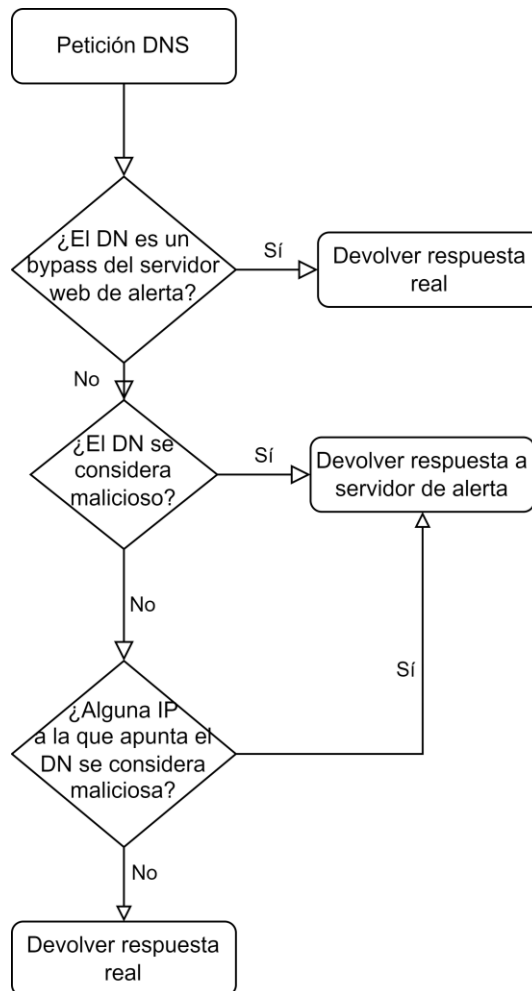 Petición DNS
¿El DN es un
bypass del servidor
web de alerta?
Sí
Devolver respuesta
real
No
¿El DN se
considera
malicioso?
Sí
Devolver respuesta a
servidor de alerta
No
¿Alguna IP
a la que apunta el
DN se considera
maliciosa?
Sí
No
Devolver respuesta
real